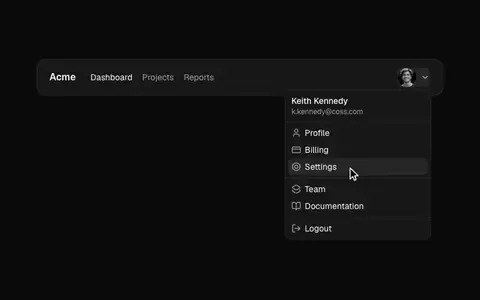 Acme
Dashboard
Projects
Reports
Keith Kennedy
k.kennedy@coss.com
Profile
Billing
Settings
Team
Documentation
Logout